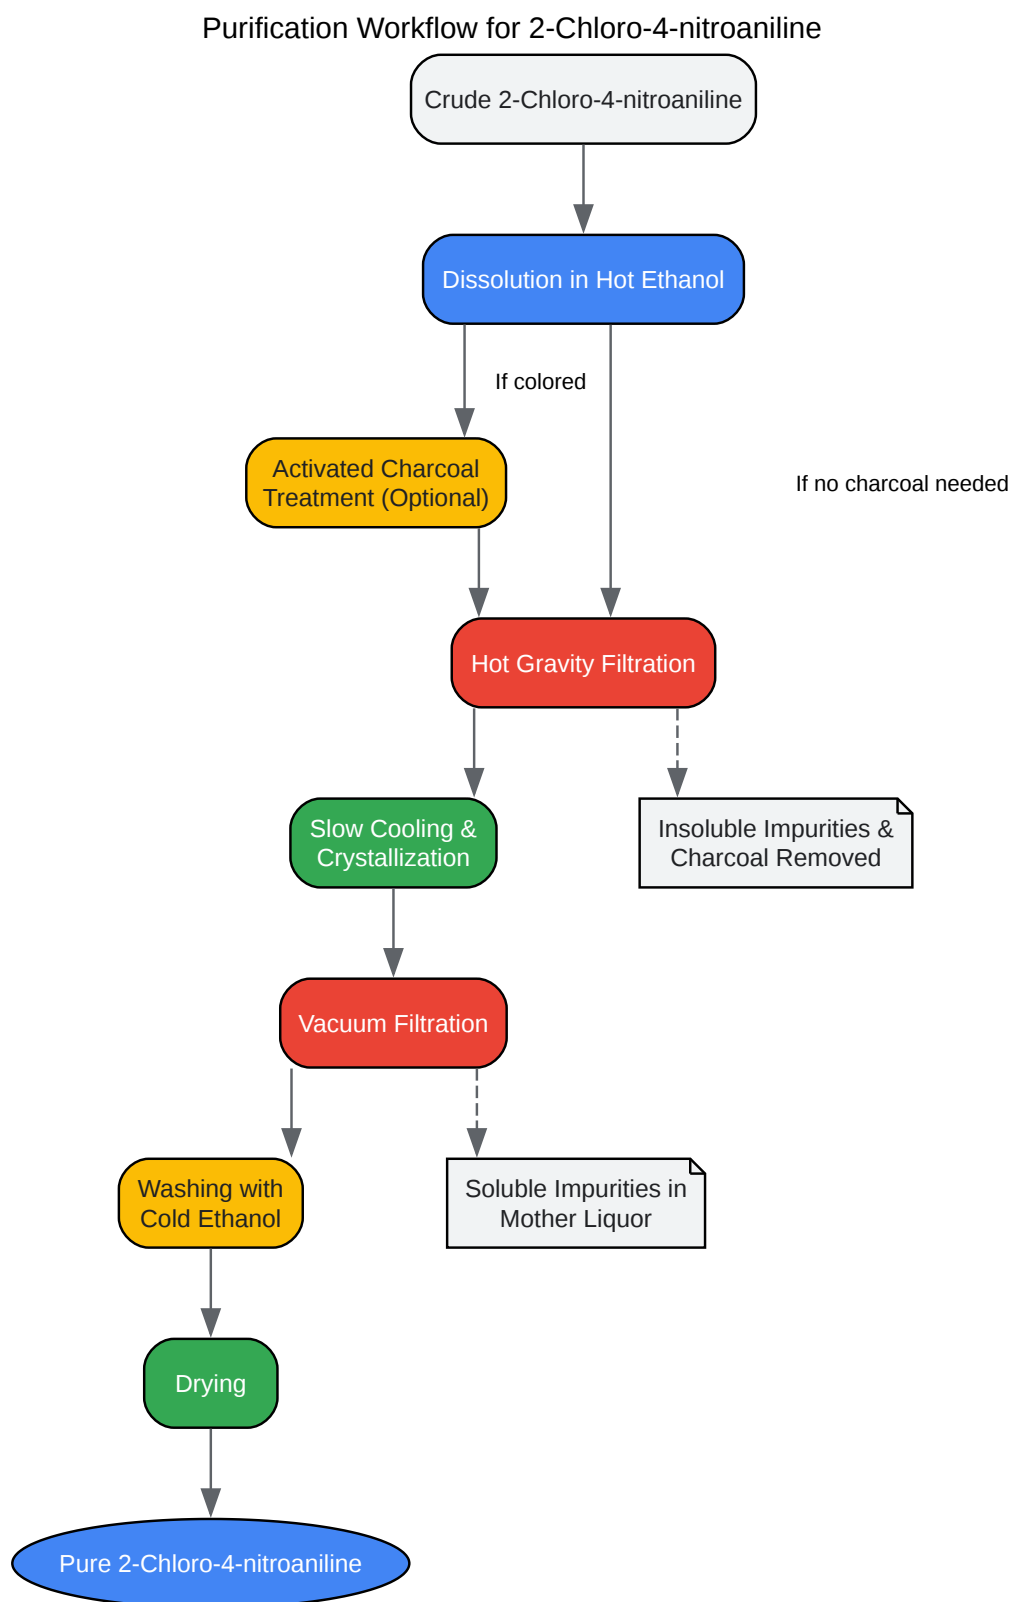 Purification Workflow for 2-Chloro-4-nitroaniline
Crude 2-Chloro-4-nitroaniline
Dissolution in Hot Ethanol
If colored
Activated Charcoal
Treatment (Optional)
If no charcoal needed
Hot Gravity Filtration
Slow Cooling &
Crystallization
Insoluble Impurities &
Charcoal Removed
Vacuum Filtration
Washing with
Cold Ethanol
Soluble Impurities in
Mother Liquor
Drying
Pure 2-Chloro-4-nitroaniline